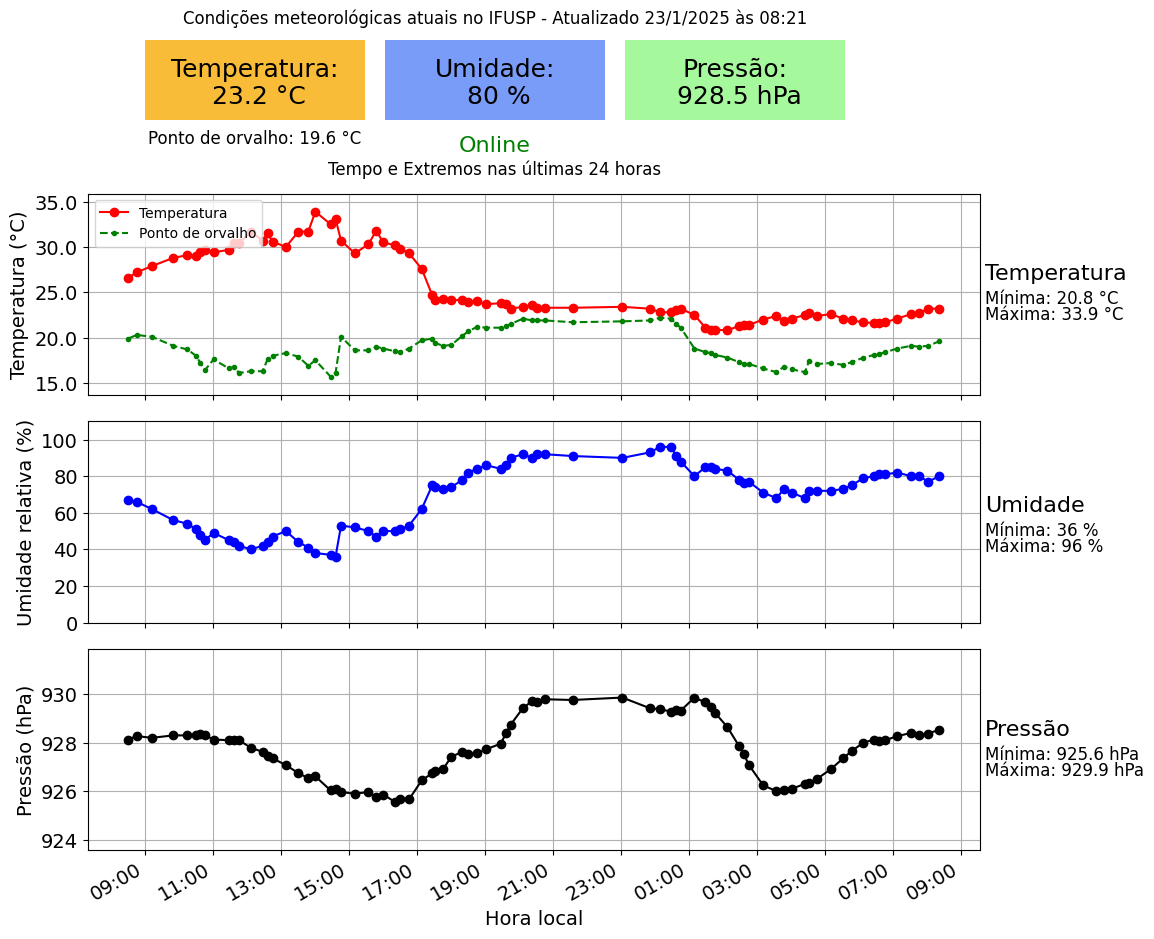 Condições meteorológicas atuais no IFUSP - Atualizado 23/1/2025 às 08:21
Temperatura:
23.2 °C
Umidade:
80 %
Pressão:
928.5 hPa
Ponto de orvalho: 19.6 °C
Online
Tempo e Extremos nas últimas 24 horas
Temperatura (°C)
35.0
30.0
25.0
20.0
15.0
Temperatura
Ponto de orvalho
Temperatura
Mínima: 20.8 °C
Máxima: 33.9 °C
Umidade relativa (%)
100
80
60
40
20
0
Umidade
Mínima: 36 %
Máxima: 96 %
Pressão (hPa)
930
928
926
924
Pressão
Mínima: 925.6 hPa
Máxima: 929.9 hPa
09:00
11:00
13:00
15:00
17:00
19:00
21:00
23:00
01:00
03:00
05:00
07:00
09:00
Hora local